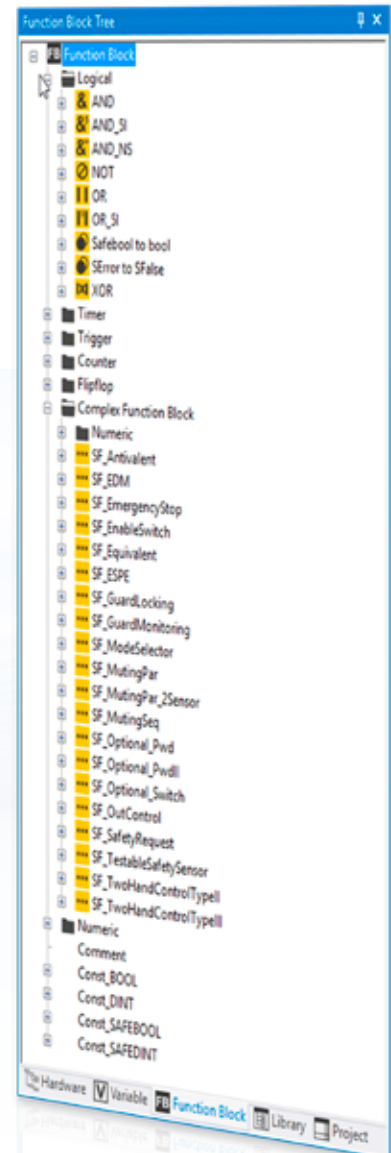 Function Block Tree
FB Function Block
Logical
& AND
& AND_SI
& AND_NS
NOT
OR
OR_SI
Safebool to bool
SError to SFalse
XOR
Timer
Trigger
Counter
Flipflop
Complex Function Block
Numeric
SF_Antivalent
SF_EDM
SF_EmergencyStop
SF_EnableSwitch
SF_Equivalent
SF_ESPE
SF_GuardLocking
SF_GuardMonitoring
SF_ModeSelector
SF_MutingPar
SF_MutingPar_2Sensor
SF_MutingSeq
SF_Optional_Pwd
SF_Optional_PwdII
SF_Optional_Switch
SF_OutControl
SF_SafetyRequest
SF_TestableSafetySensor
SF_TwoHandControlTypeII
SF_TwoHandControlTypeIII
Numeric
Comment
Const_BOOL
Const_DINT
Const_SAFEBOOL
Const_SAFEDINT
Hardware V Variable FB Function Block Library Project